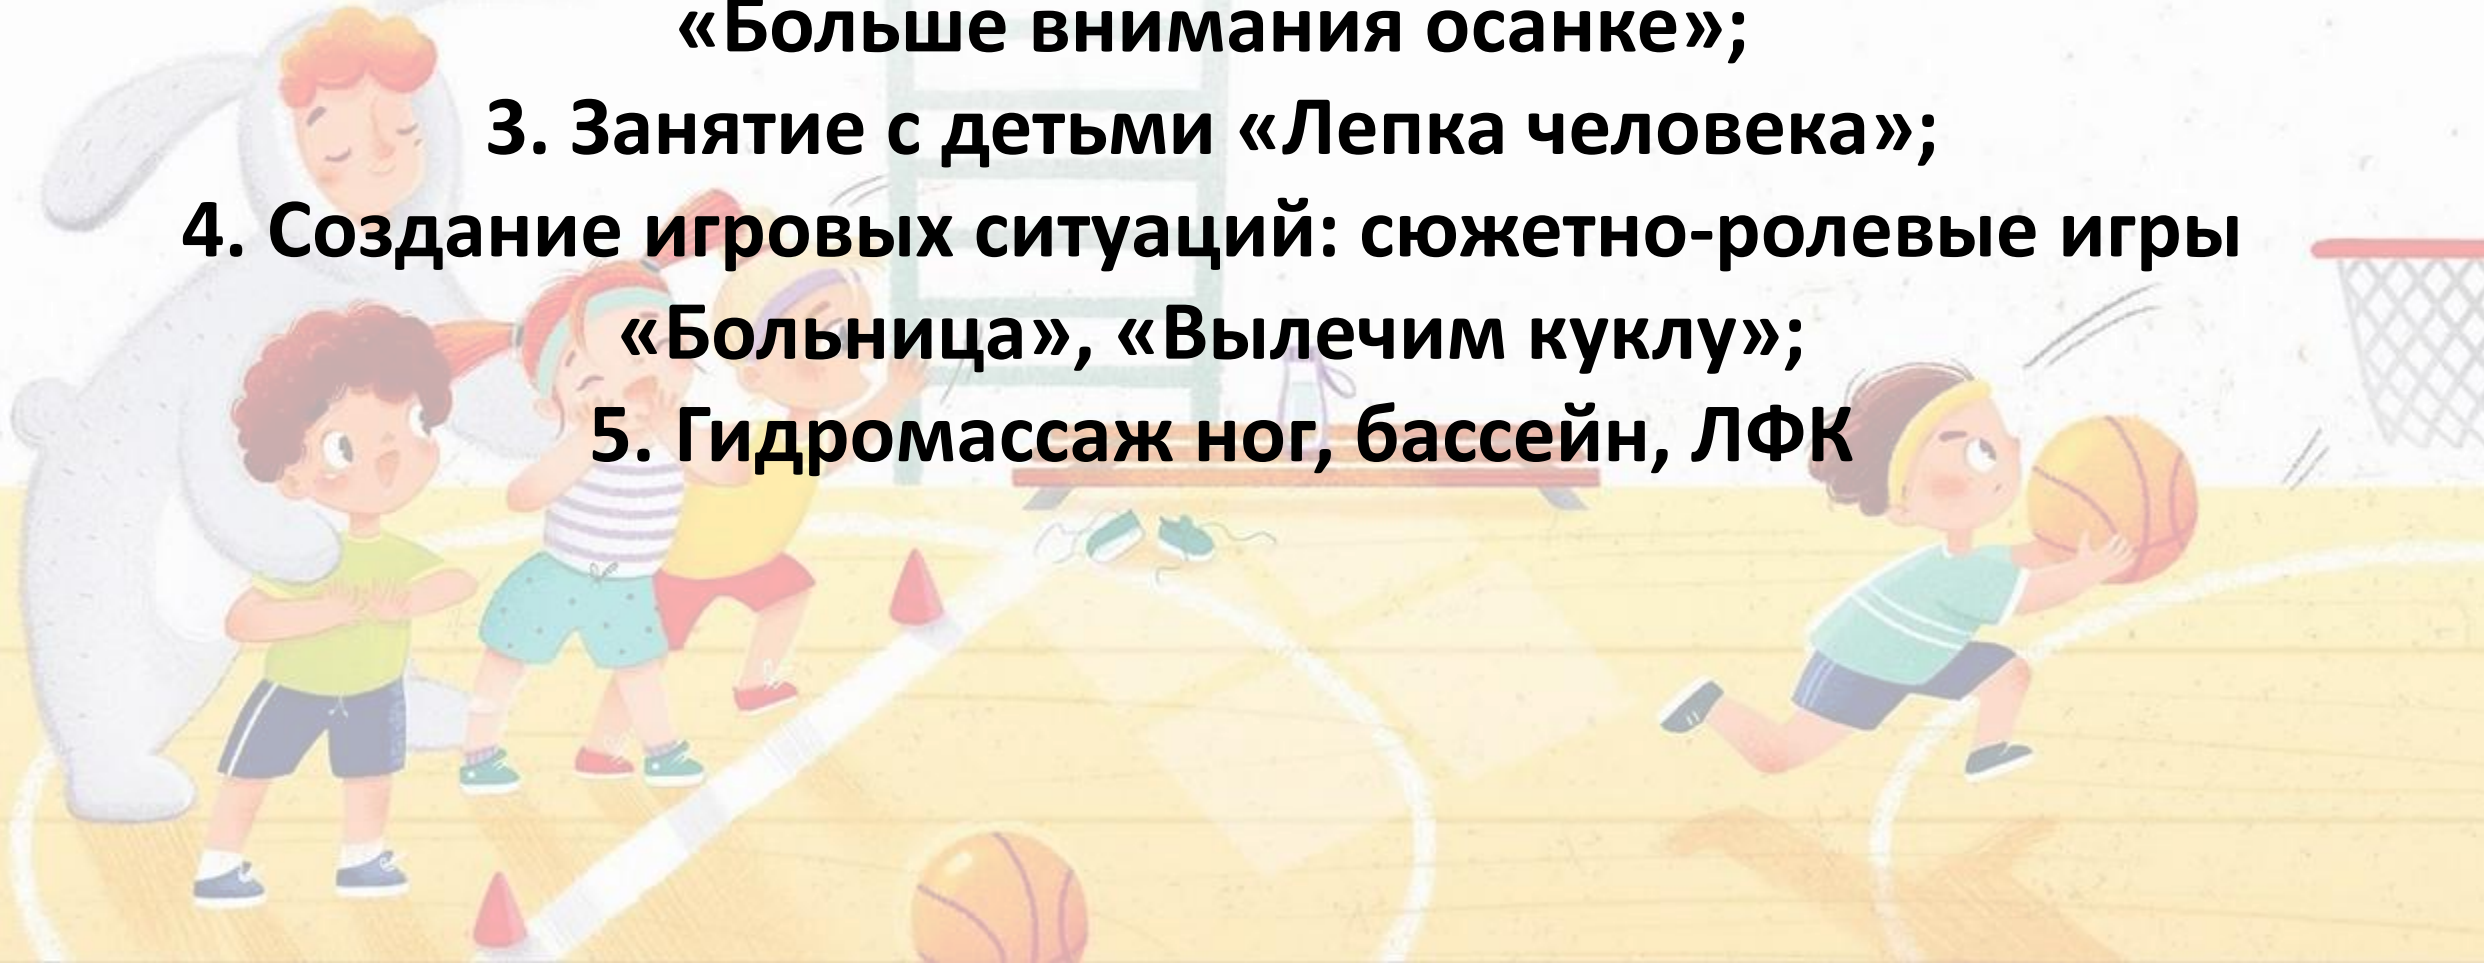 «Больше внимания осанке»;
3. Занятие с детьми «Лепка человека»;
4. Создание игровых ситуаций: сюжетно-ролевые игры
«Больница», «Вылечим куклу»;
5. Гидромассаж ног, бассейн, ЛФК